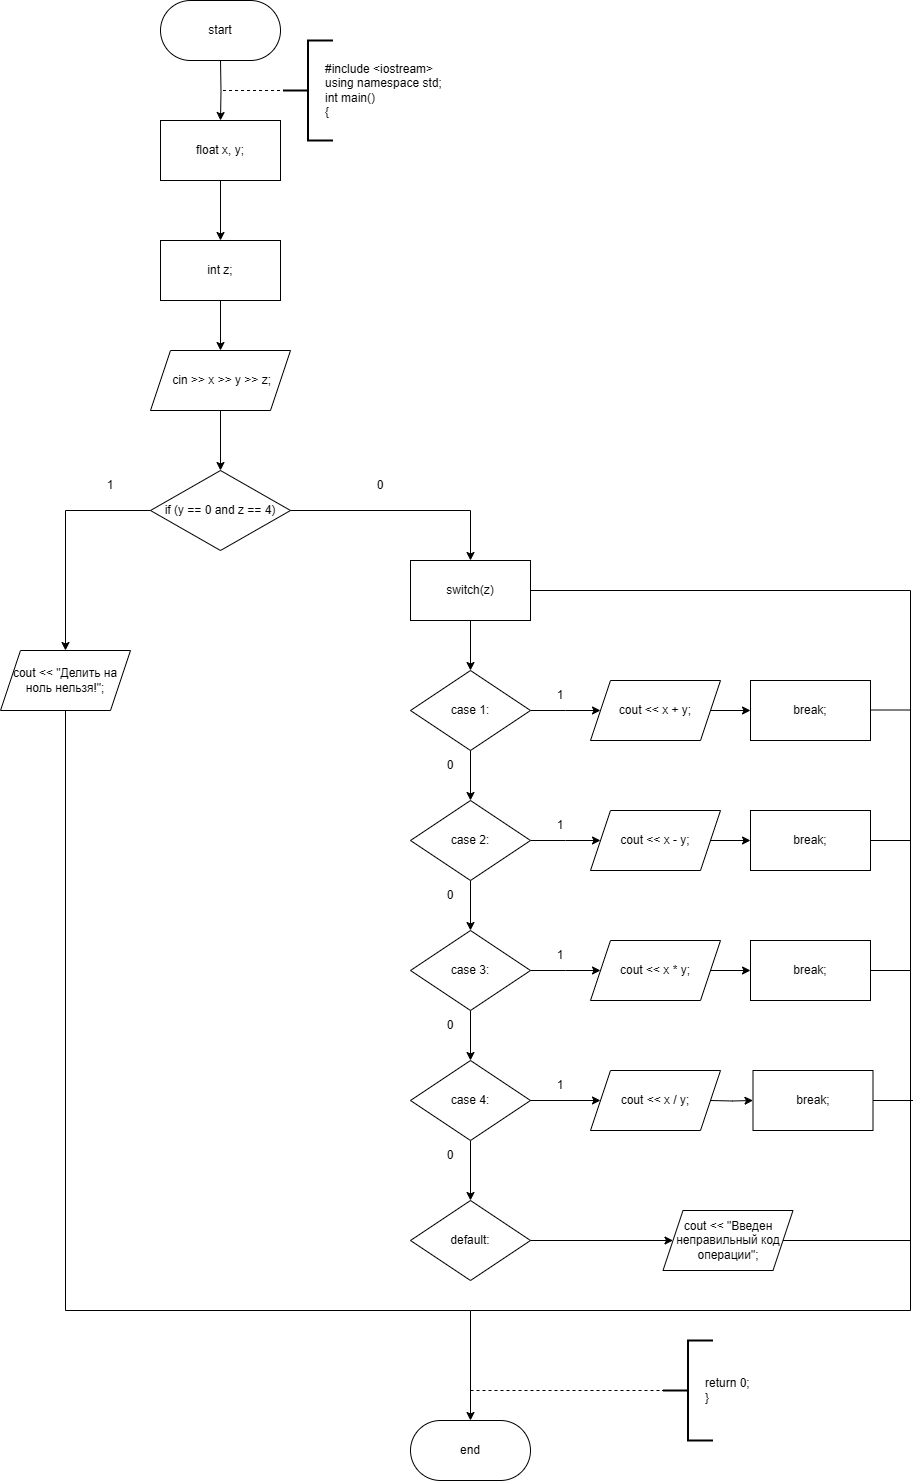 start
#include <iostream>
using namespace std;
int main()
{
float x, y;
int z;
cin >> x >> y >> z;
1
0
if (y == 0 and z == 4)
switch(z)
cout << "Делить на
ноль нельзя!";
case 1:
1
cout << x + y;
break;
0
case 2:
1
cout << x - y;
break;
0
case 3:
1
cout << x * y;
break;
0
case 4:
1
cout << x / y;
break;
0
default:
cout << "Введен
неправильный код
операции";
return 0;
}
end